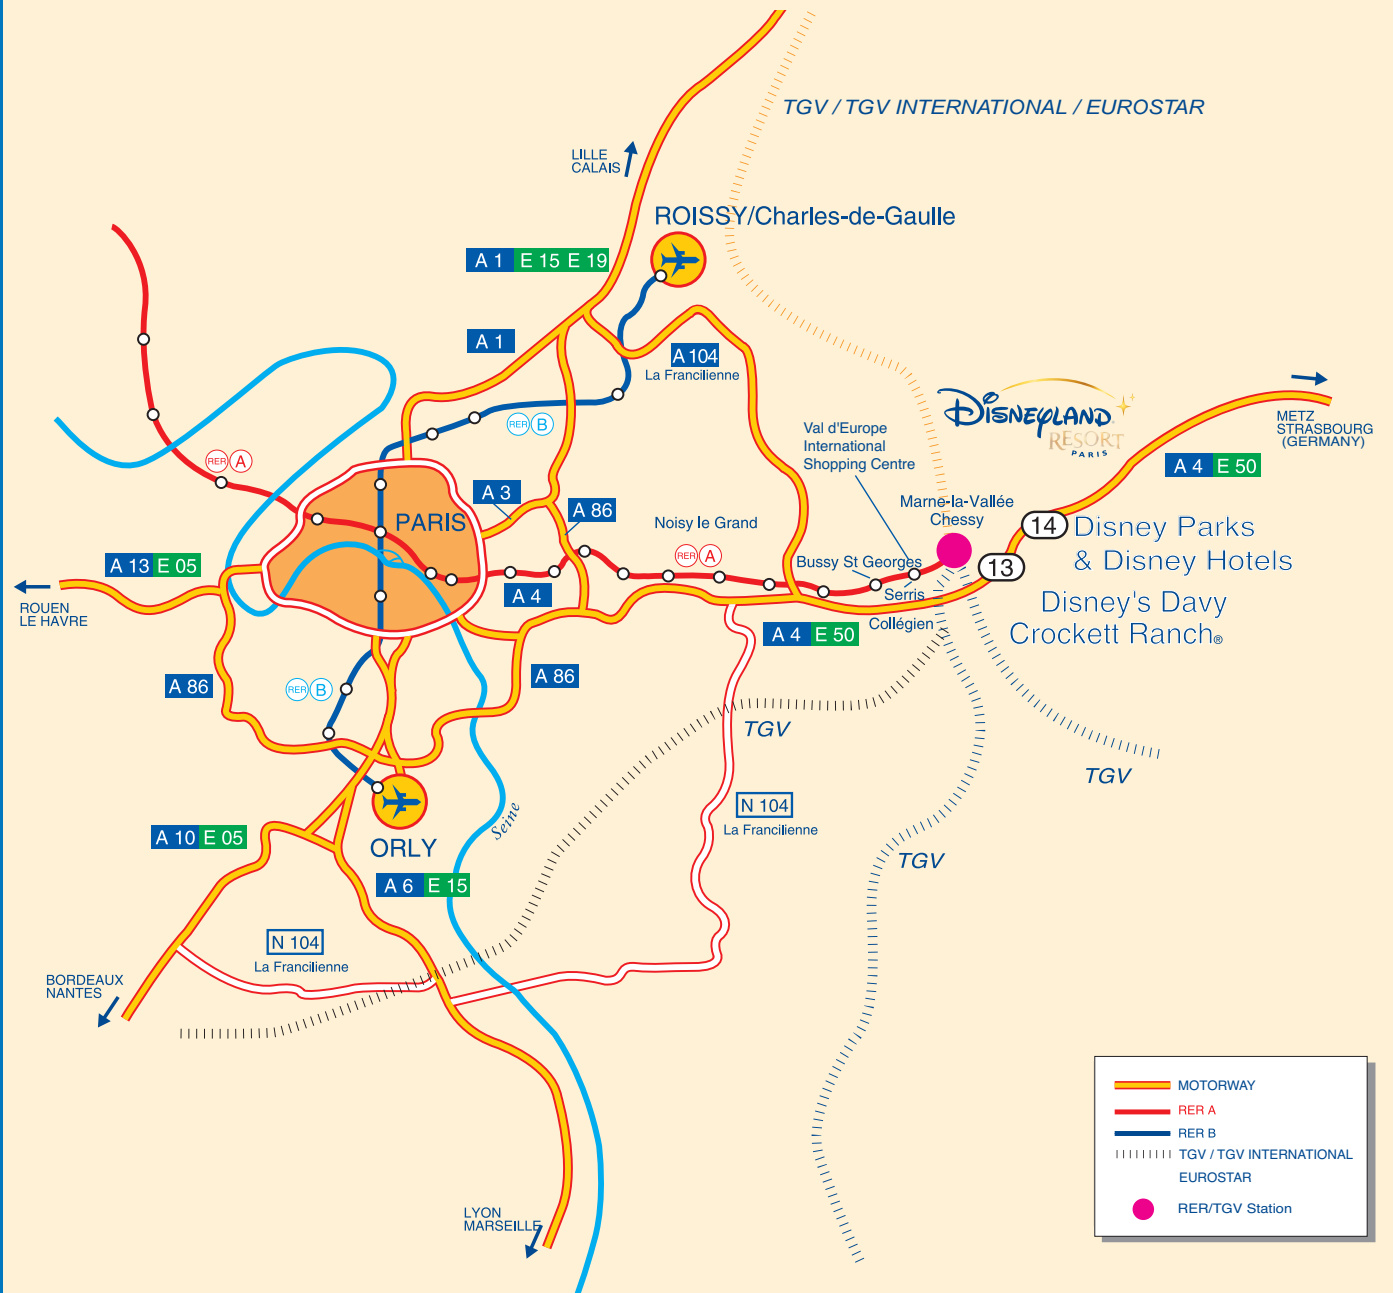 TGV / TGV INTERNATIONAL / EUROSTAR
LILLE
CALAIS
ROISSY/Charles-de-Gaulle
A 1 E 15 E 19
A 1
A 104
La Francilienne
DISNEYLAND
RESORT
PARIS
METZ
STRASBOURG
(GERMANY)
A 4 E 50
RER B
Val d'Europe
International
Shopping Centre
RER A
A 3
A 86
Marne-la-Vallée
Chessy
PARIS
Noisy le Grand
14 Disney Parks
& Disney Hotels
13
A 13 E 05
RER A
Bussy St Georges
Serris
A 4
ROUEN
LE HAVRE
Collégien
A 4 E 50
Disney's Davy
Crockett Ranch®
A 86
RER B
A 86
TGV
TGV
N 104
La Francilienne
Seine
A 10 E 05
ORLY
TGV
A 6 E 15
N 104
La Francilienne
BORDEAUX
NANTES
MOTORWAY
RER A
RER B
TGV / TGV INTERNATIONAL
EUROSTAR
RER/TGV Station
LYON
MARSEILLE